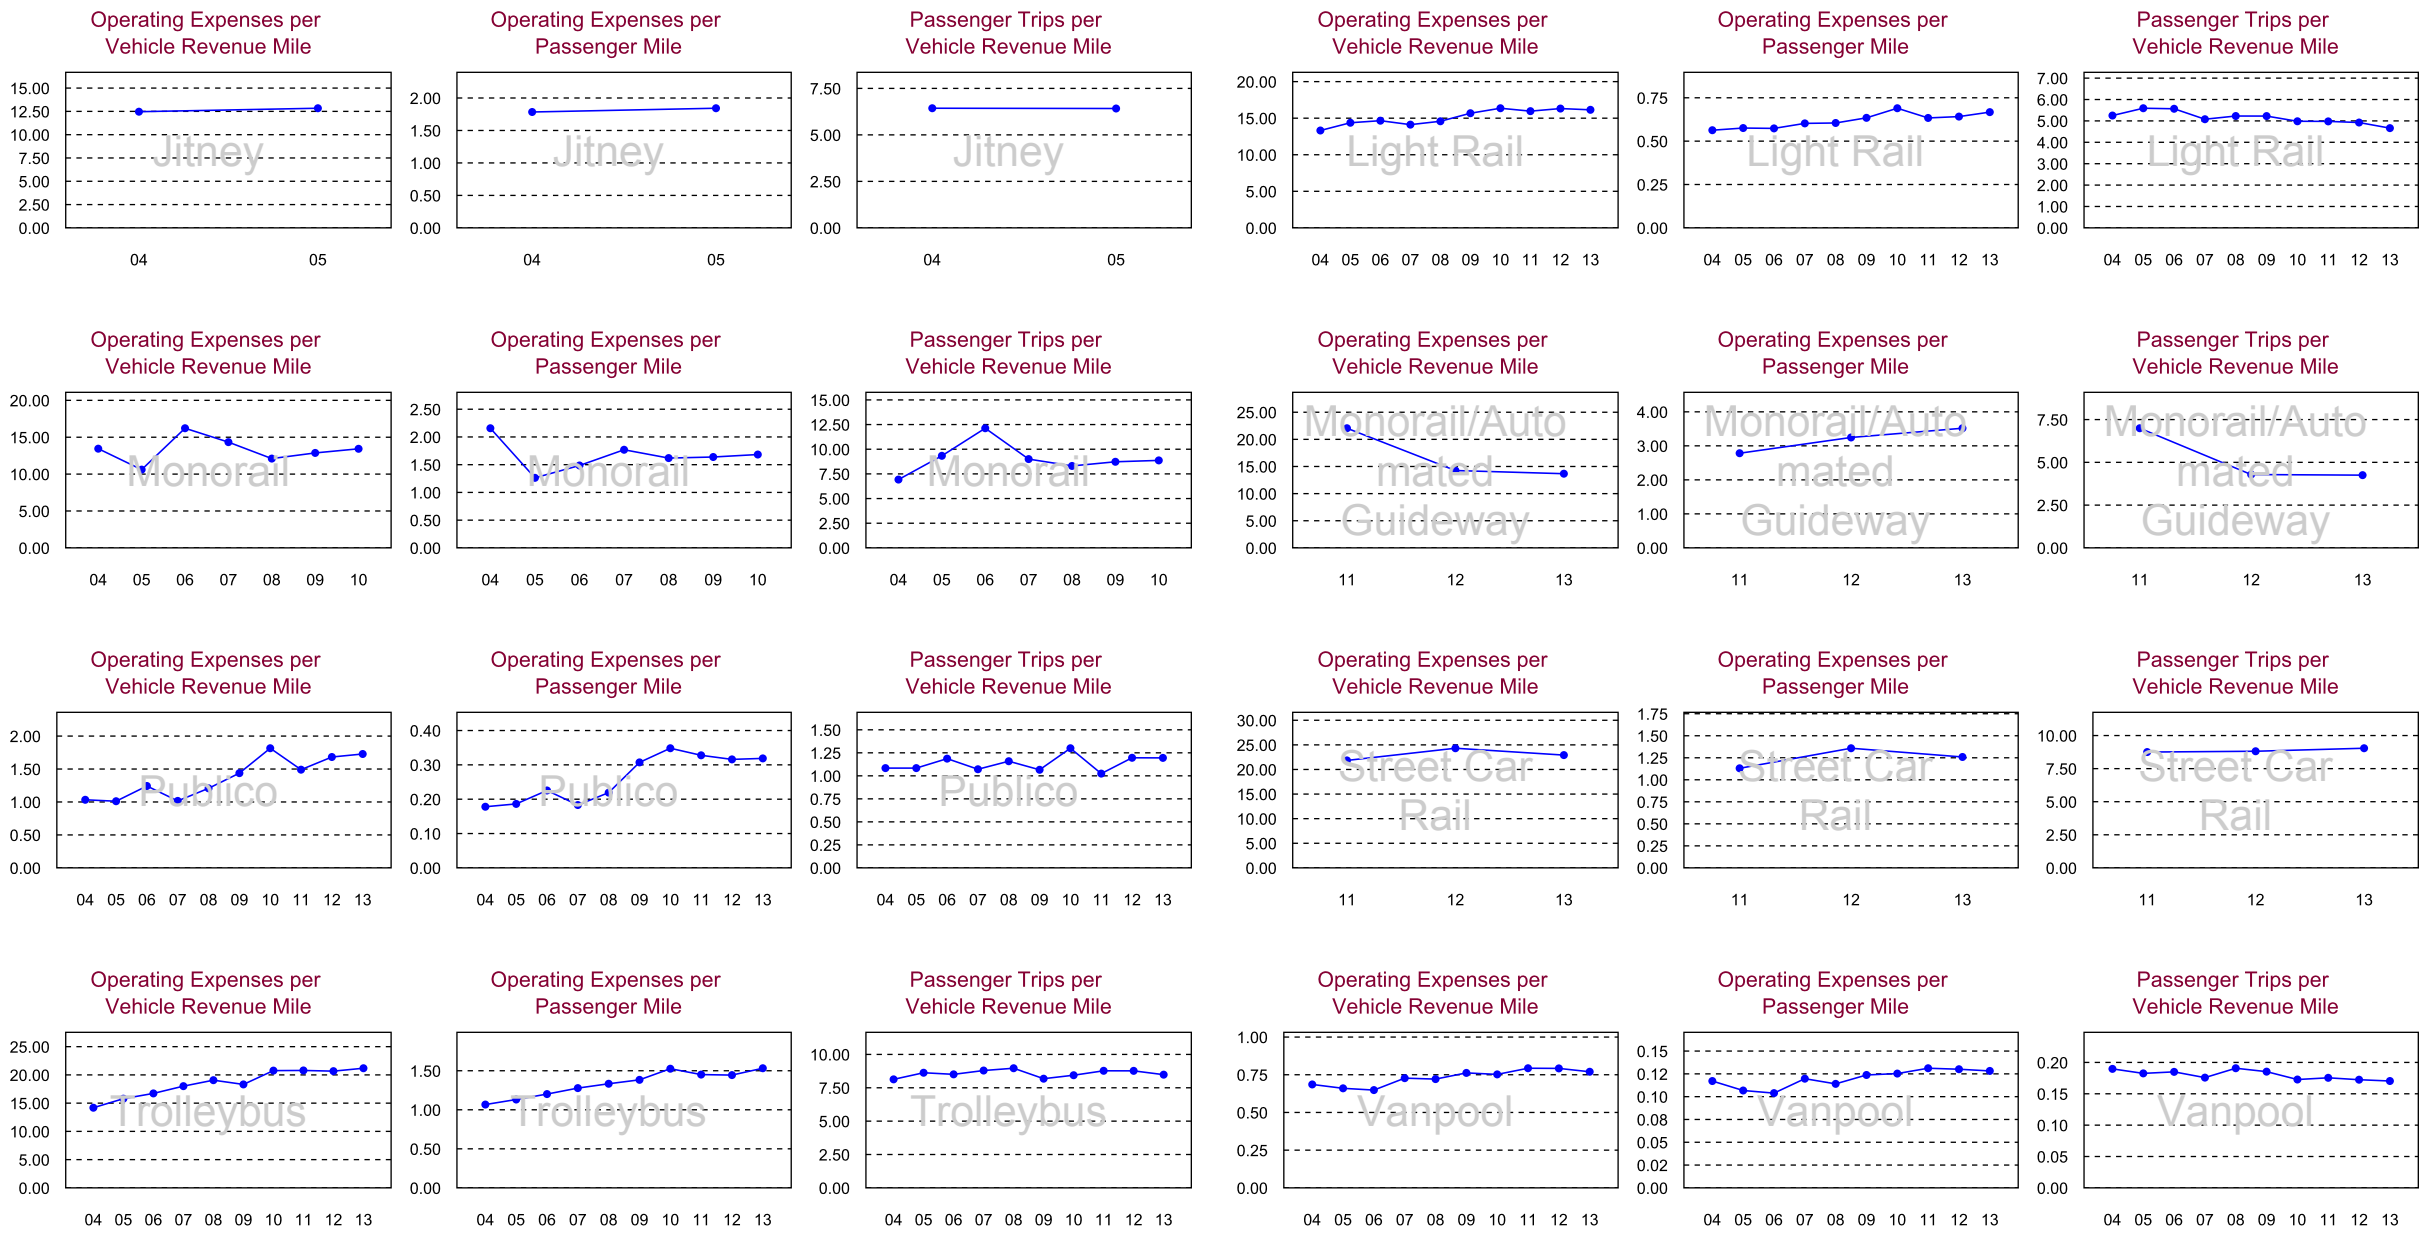 Operating Expenses per
Vehicle Revenue Mile
15.00
12.50
10.00
7.50
5.00
2.50
0.00
Jitney
04 05
Operating Expenses per
Passenger Mile
2.00
1.50
1.00
0.50
0.00
Jitney
04 05
Passenger Trips per
Vehicle Revenue Mile
7.50
5.00
2.50
0.00
Jitney
04 05
Operating Expenses per
Vehicle Revenue Mile
20.00
15.00
10.00
5.00
0.00
Light Rail
04 05 06 07 08 09 10 11 12 13
Operating Expenses per
Passenger Mile
0.75
0.50
0.25
0.00
Light Rail
04 05 06 07 08 09 10 11 12 13
Passenger Trips per
Vehicle Revenue Mile
7.00
6.00
5.00
4.00
3.00
2.00
1.00
0.00
Light Rail
04 05 06 07 08 09 10 11 12 13
Operating Expenses per
Vehicle Revenue Mile
20.00
15.00
10.00
5.00
0.00
Monorail
04 05 06 07 08 09 10
Operating Expenses per
Passenger Mile
2.50
2.00
1.50
1.00
0.50
0.00
Monorail
04 05 06 07 08 09 10
Passenger Trips per
Vehicle Revenue Mile
15.00
12.50
10.00
7.50
5.00
2.50
0.00
Monorail
04 05 06 07 08 09 10
Operating Expenses per
Vehicle Revenue Mile
25.00
20.00
15.00
10.00
5.00
0.00
Monorail/Auto
mated
Guideway
11 12 13
Operating Expenses per
Passenger Mile
4.00
3.00
2.00
1.00
0.00
Monorail/Auto
mated
Guideway
11 12 13
Passenger Trips per
Vehicle Revenue Mile
7.50
5.00
2.50
0.00
Monorail/Auto
mated
Guideway
11 12 13
Operating Expenses per
Vehicle Revenue Mile
2.00
1.50
1.00
0.50
0.00
Publico
04 05 06 07 08 09 10 11 12 13
Operating Expenses per
Passenger Mile
0.40
0.30
0.20
0.10
0.00
Publico
04 05 06 07 08 09 10 11 12 13
Passenger Trips per
Vehicle Revenue Mile
1.50
1.25
1.00
0.75
0.50
0.25
0.00
Publico
04 05 06 07 08 09 10 11 12 13
Operating Expenses per
Vehicle Revenue Mile
30.00
25.00
20.00
15.00
10.00
5.00
0.00
Street Car
Rail
11 12 13
Operating Expenses per
Passenger Mile
1.75
1.50
1.25
1.00
0.75
0.50
0.25
0.00
Street Car
Rail
11 12 13
Passenger Trips per
Vehicle Revenue Mile
10.00
7.50
5.00
2.50
0.00
Street Car
Rail
11 12 13
Operating Expenses per
Vehicle Revenue Mile
25.00
20.00
15.00
10.00
5.00
0.00
Trolleybus
04 05 06 07 08 09 10 11 12 13
Operating Expenses per
Passenger Mile
1.50
1.00
0.50
0.00
Trolleybus
04 05 06 07 08 09 10 11 12 13
Passenger Trips per
Vehicle Revenue Mile
10.00
7.50
5.00
2.50
0.00
Trolleybus
04 05 06 07 08 09 10 11 12 13
Operating Expenses per
Vehicle Revenue Mile
1.00
0.75
0.50
0.25
0.00
Vanpool
04 05 06 07 08 09 10 11 12 13
Operating Expenses per
Passenger Mile
0.15
0.12
0.10
0.08
0.05
0.02
0.00
Vanpool
04 05 06 07 08 09 10 11 12 13
Passenger Trips per
Vehicle Revenue Mile
0.20
0.15
0.10
0.05
0.00
Vanpool
04 05 06 07 08 09 10 11 12 13